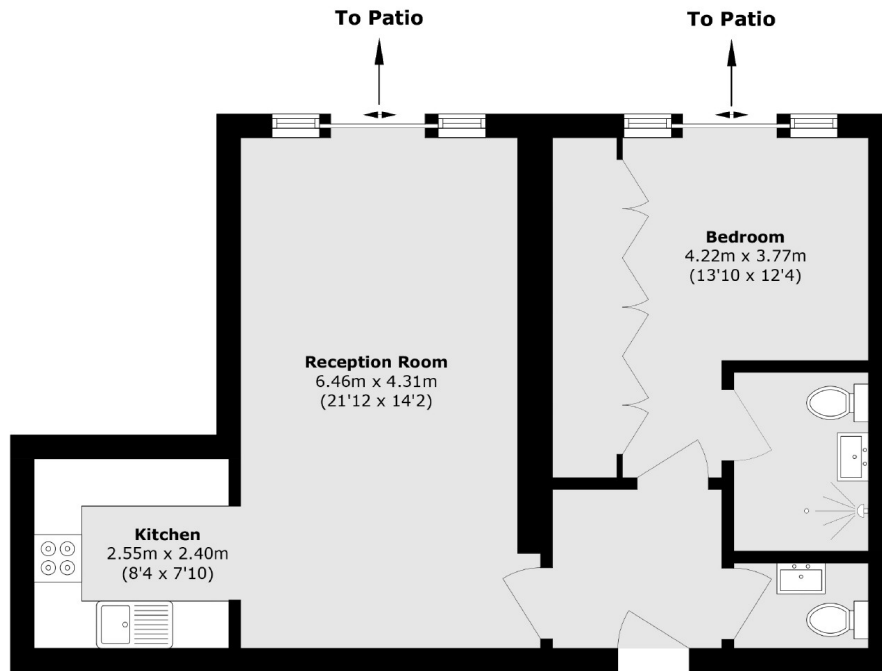 To Patio
To Patio
Bedroom
4.22m x 3.77m
(13'10 x 12'4)
Reception Room
6.46m x 4.31m
(21'12 x 14'2)
Kitchen
2.55m x 2.40m
(8'4 x 7'10)